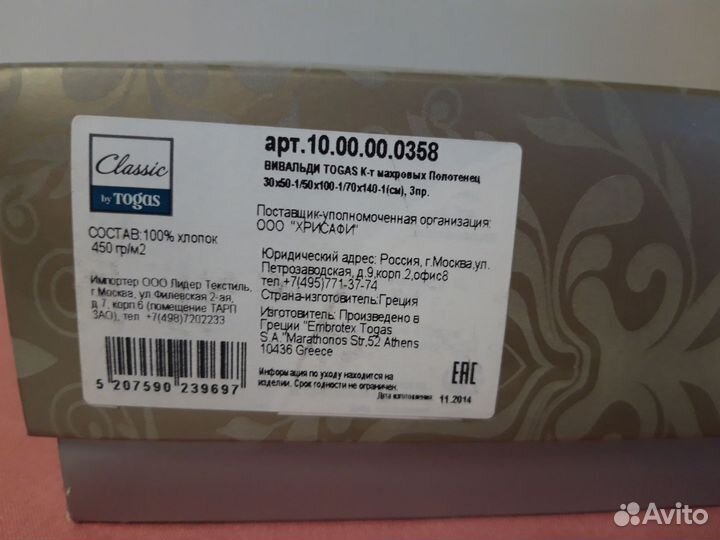 Classic
by TOGAS
арт.10.00.00.0358
ВИВАЛЬДИ TOGAS К-т махровых Полотенец
30х50-1/50х100-1/70х140-1(см), 3пр.
Поставщик-уполномоченная организация:
ООО "ХРИСАФИ"
СОСТАВ:100% хлопок
450 гр/м2
Юридический адрес: Россия, г.Москва,ул.
Петрозаводская, д.9,корп.2,офис8
тел.+7(495)771-37-74
Страна-изготовитель:Греция
Импортер ООО Лидер Текстиль,
г.Москва, ул Филевская 2-ая,
д.7, корп.6 (помещение ТАРП
ЗАО), тел. +7(498)7202233
Изготовитель: Произведено в
Греции "Embrotex Togas
S.A."Marathonos Str,52 Athens
10436 Greece
5 207590 239697
Информация по уходу находится на
изделии. Срок годности не ограничен.
EAC
Дата изготовления 11.2014
Avito